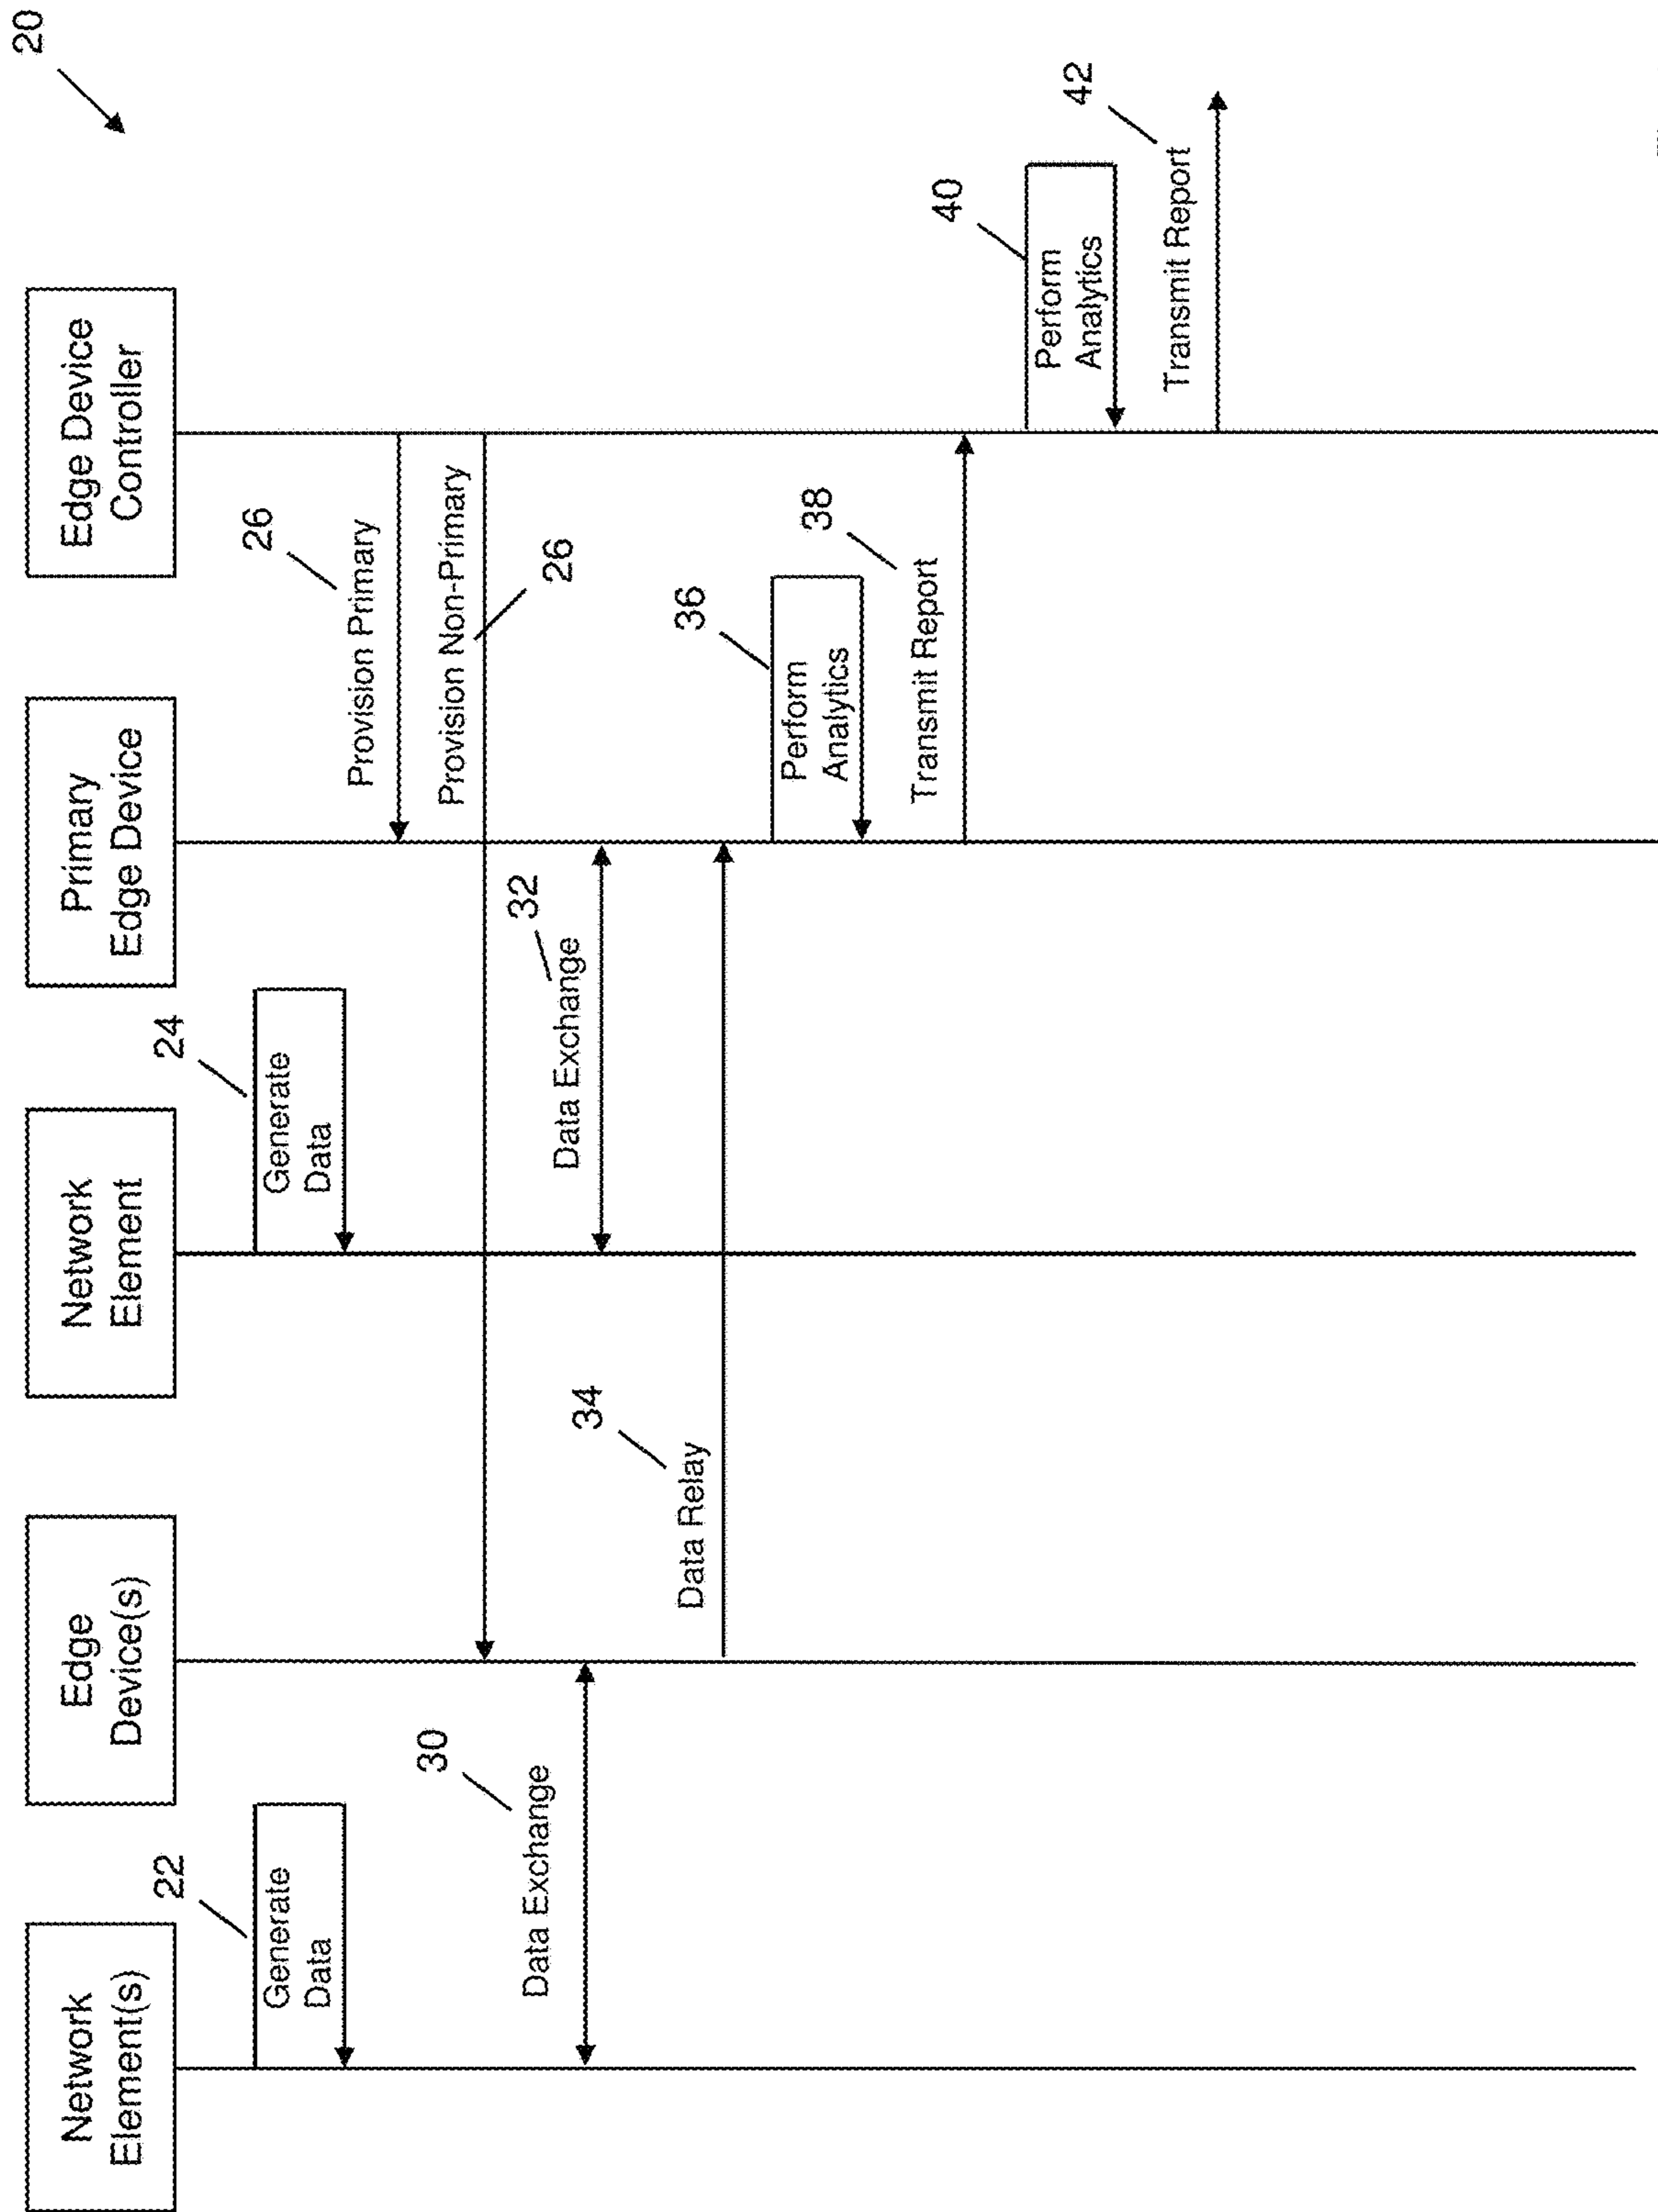 20
Network
Element(s)
Edge
Device(s)
Network
Element
Primary
Edge Device
Edge Device
Controller
22
Generate
Data
24
Generate
Data
26
Provision Primary
Provision Non-Primary
26
30
Data Exchange
32
Data Exchange
34
Data Relay
36
Perform
Analytics
38
Transmit Report
40
Perform
Analytics
42
Transmit Report